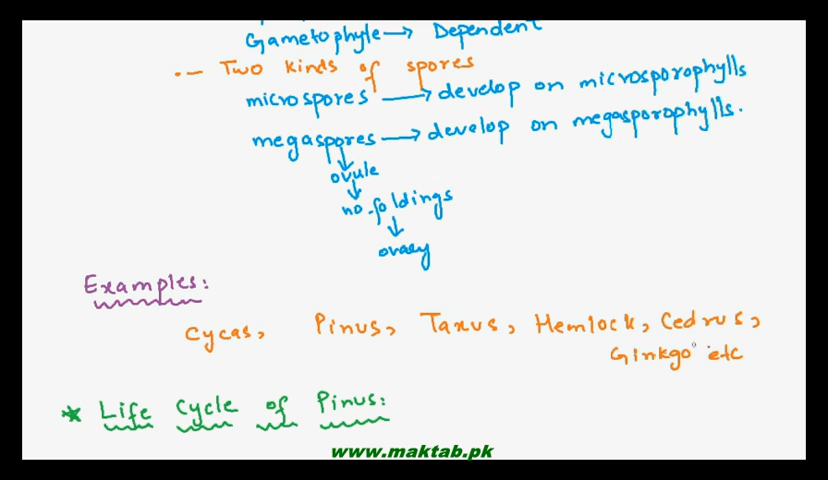 Gametophyte → Dependent
.– Two kinds of spores
microspores → develop on microsporophylls
megaspores → develop on megasporophylls.
↓
ovule
↓
no foldings
↓
ovary
Examples:
Cycas, Pinus, Taxus, Hemlock, Cedrus,
Ginkgo etc
* Life Cycle of Pinus:
www.maktab.pk